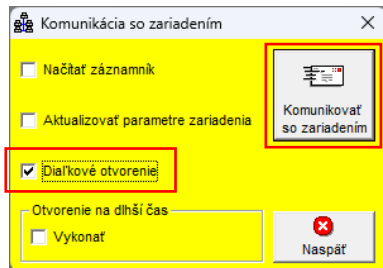 Komunikácia so zariadením
Načítať záznamník
Aktualizovať parametre zariadenia
Komunikovať
so zariadením
Diaľkové otvorenie
Otvorenie na dlhší čas
Vykonať
Naspäť